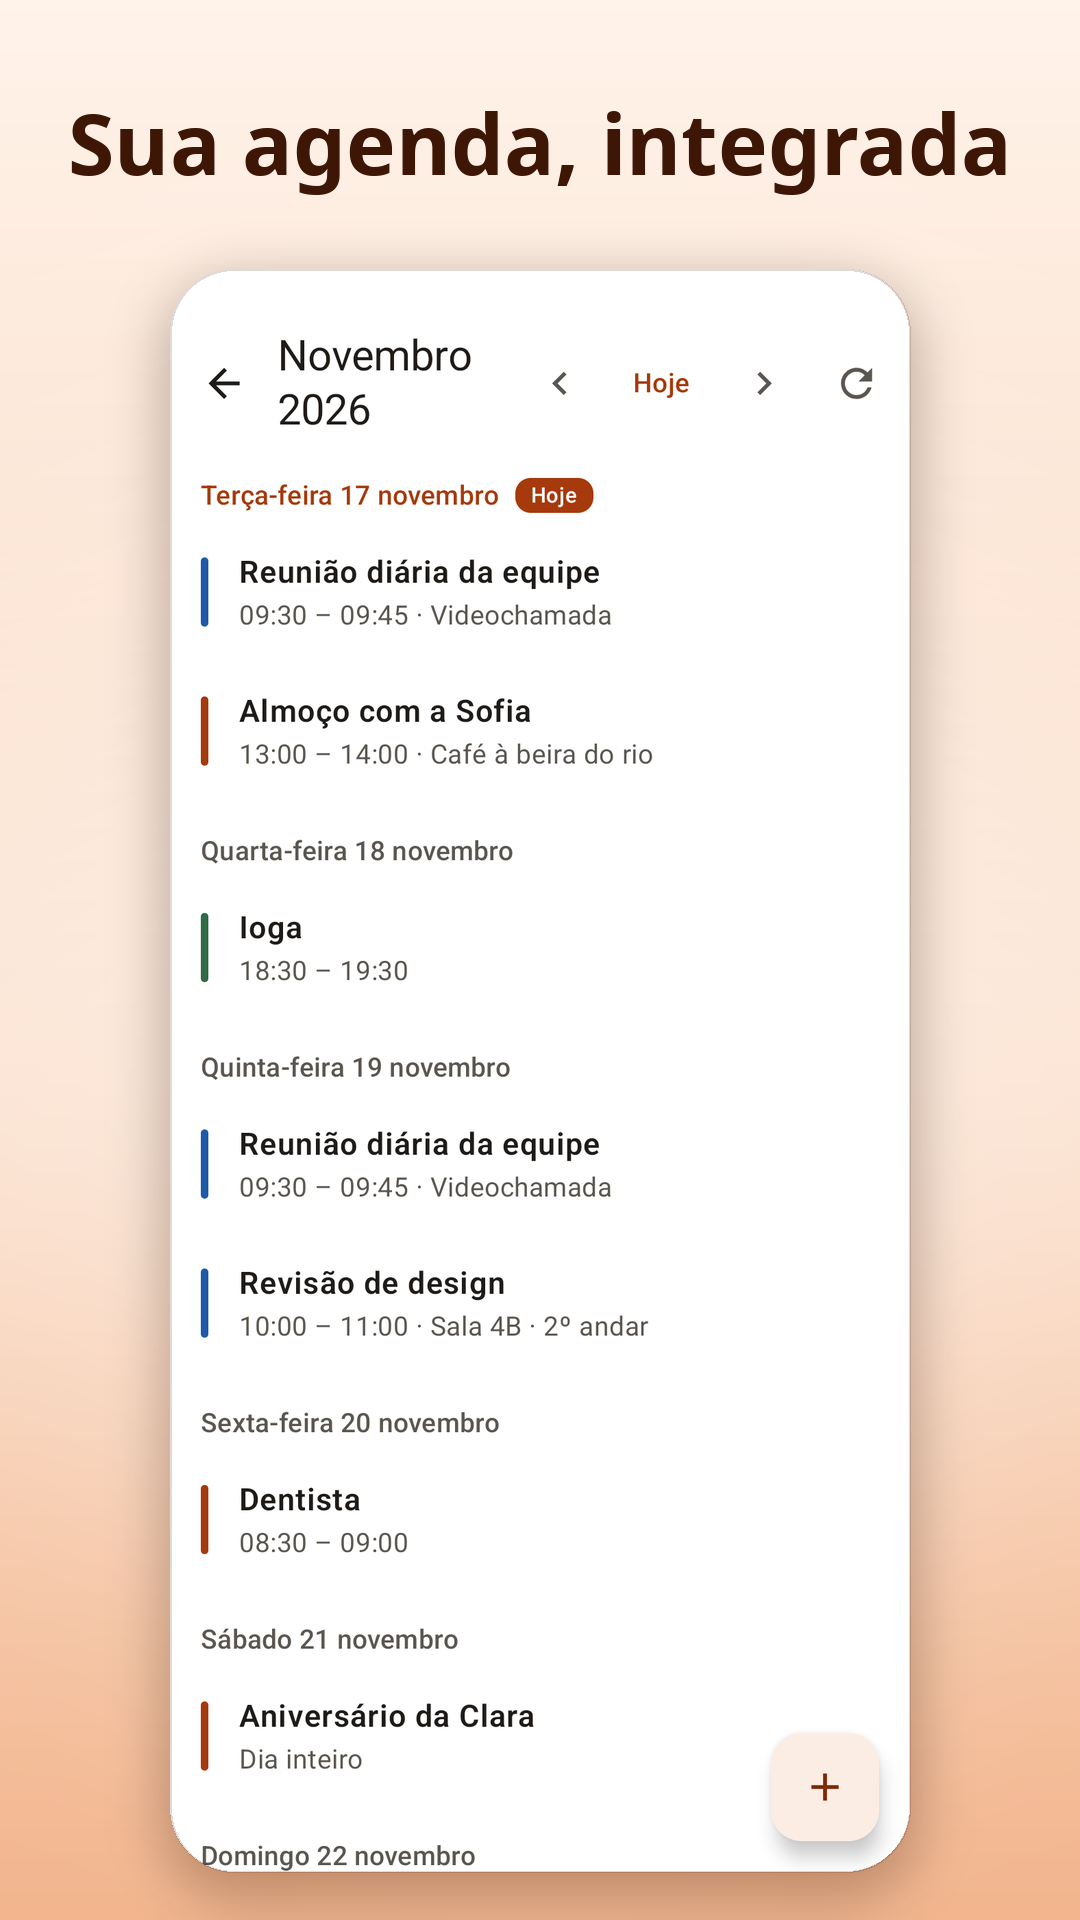 Sua agenda, integrada
Novembro
2026
Hoje
Terça-feira 17 novembro Hoje
Reunião diária da equipe
09:30 – 09:45 · Videochamada
Almoço com a Sofia
13:00 – 14:00 · Café à beira do rio
Quarta-feira 18 novembro
Ioga
18:30 – 19:30
Quinta-feira 19 novembro
Reunião diária da equipe
09:30 – 09:45 · Videochamada
Revisão de design
10:00 – 11:00 · Sala 4B · 2º andar
Sexta-feira 20 novembro
Dentista
08:30 – 09:00
Sábado 21 novembro
Aniversário da Clara
Dia inteiro
Domingo 22 novembro